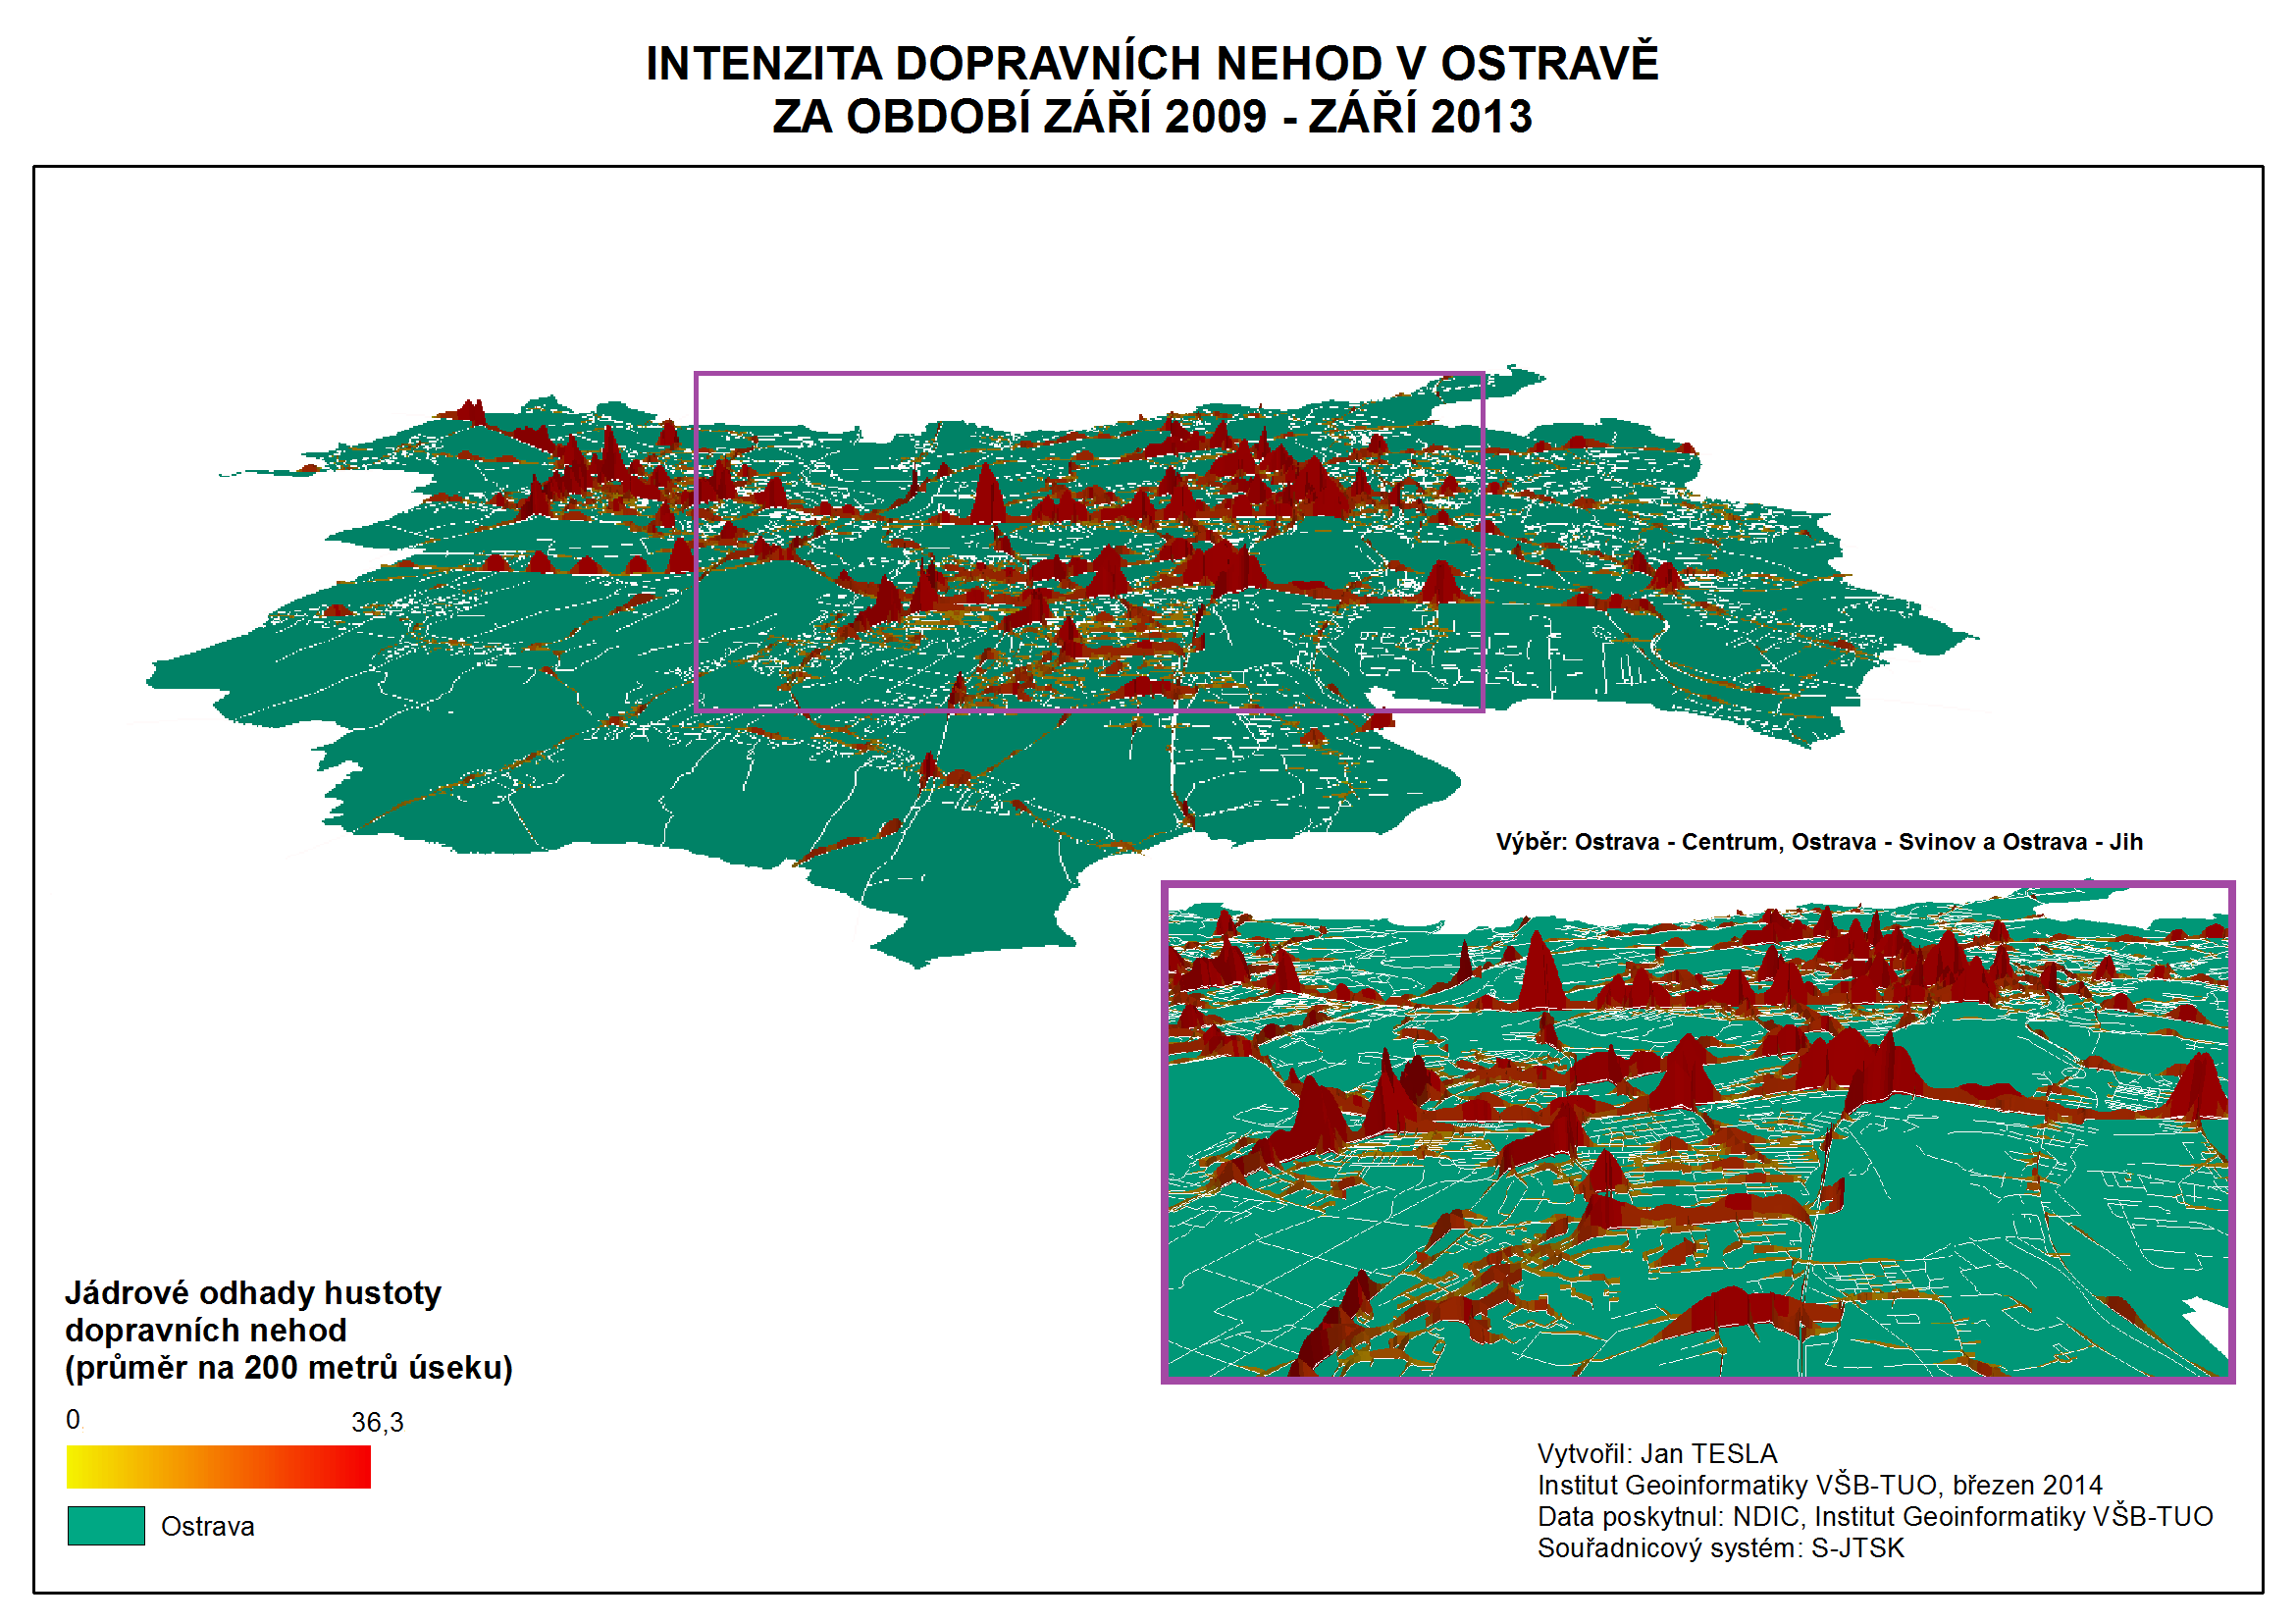 INTENZITA DOPRAVNÍCH NEHOD V OSTRAVĚ
ZA OBDOBÍ ZÁŘÍ 2009 - ZÁŘÍ 2013
Výběr: Ostrava - Centrum, Ostrava - Svinov a Ostrava - Jih
Jádrové odhady hustoty
dopravních nehod
(průměr na 200 metrů úseku)
0 36,3
Ostrava
Vytvořil: Jan TESLA
Institut Geoinformatiky VŠB-TUO, březen 2014
Data poskytnul: NDIC, Institut Geoinformatiky VŠB-TUO
Souřadnicový systém: S-JTSK